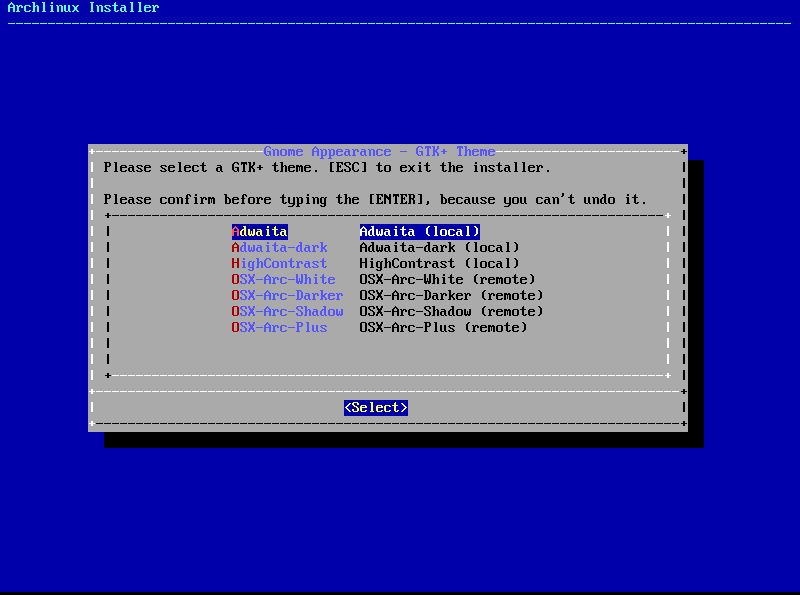 Archlinux Installer
Gnome Appearance - GTK+ Theme
Please select a GTK+ theme. [ESC] to exit the installer.
Please confirm before typing the [ENTER], because you can't undo it.
Adwaita Adwaita (local)
Adwaita-dark Adwaita-dark (local)
HighContrast HighContrast (local)
OSX-Arc-White OSX-Arc-White (remote)
OSX-Arc-Darker OSX-Arc-Darker (remote)
OSX-Arc-Shadow OSX-Arc-Shadow (remote)
OSX-Arc-Plus OSX-Arc-Plus (remote)
<Select>